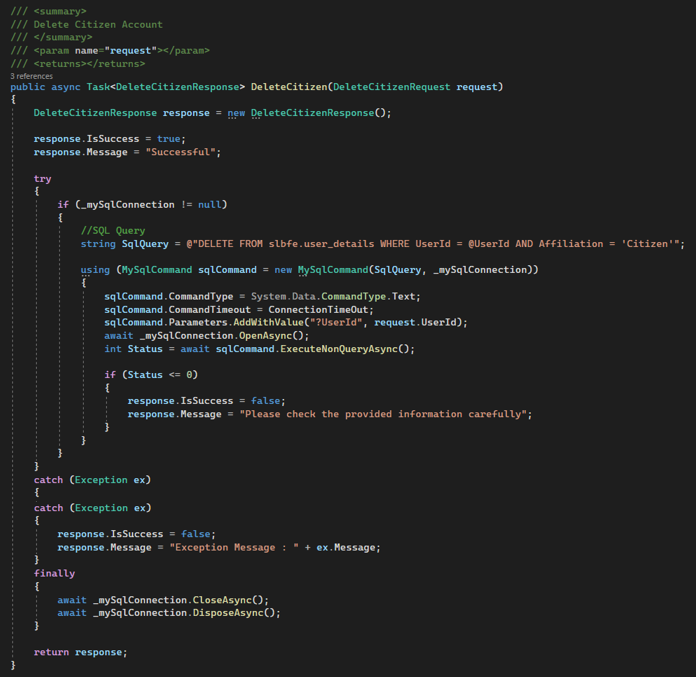 /// <summary>
/// Delete Citizen Account
/// </summary>
/// <param name="request"></param>
/// <returns></returns>
3 references
public async Task<DeleteCitizenResponse> DeleteCitizen(DeleteCitizenRequest request)
{
    DeleteCitizenResponse response = new DeleteCitizenResponse();

    response.IsSuccess = true;
    response.Message = "Successful";

    try
    {
        if (_mySqlConnection != null)
        {
            //SQL Query
            string SqlQuery = @"DELETE FROM slbfe.user_details WHERE UserId = @UserId AND Affiliation = 'Citizen'";

            using (MySqlCommand sqlCommand = new MySqlCommand(SqlQuery, _mySqlConnection))
            {
                sqlCommand.CommandType = System.Data.CommandType.Text;
                sqlCommand.CommandTimeout = ConnectionTimeOut;
                sqlCommand.Parameters.AddWithValue("?UserId", request.UserId);
                await _mySqlConnection.OpenAsync();
                int Status = await sqlCommand.ExecuteNonQueryAsync();

                if (Status <= 0)
                {
                    response.IsSuccess = false;
                    response.Message = "Please check the provided information carefully";
                }
            }
        }
    }
    catch (Exception ex)
    {
    catch (Exception ex)
    {
        response.IsSuccess = false;
        response.Message = "Exception Message : " + ex.Message;
    }
    finally
    {
        await _mySqlConnection.CloseAsync();
        await _mySqlConnection.DisposeAsync();
    }

    return response;
}